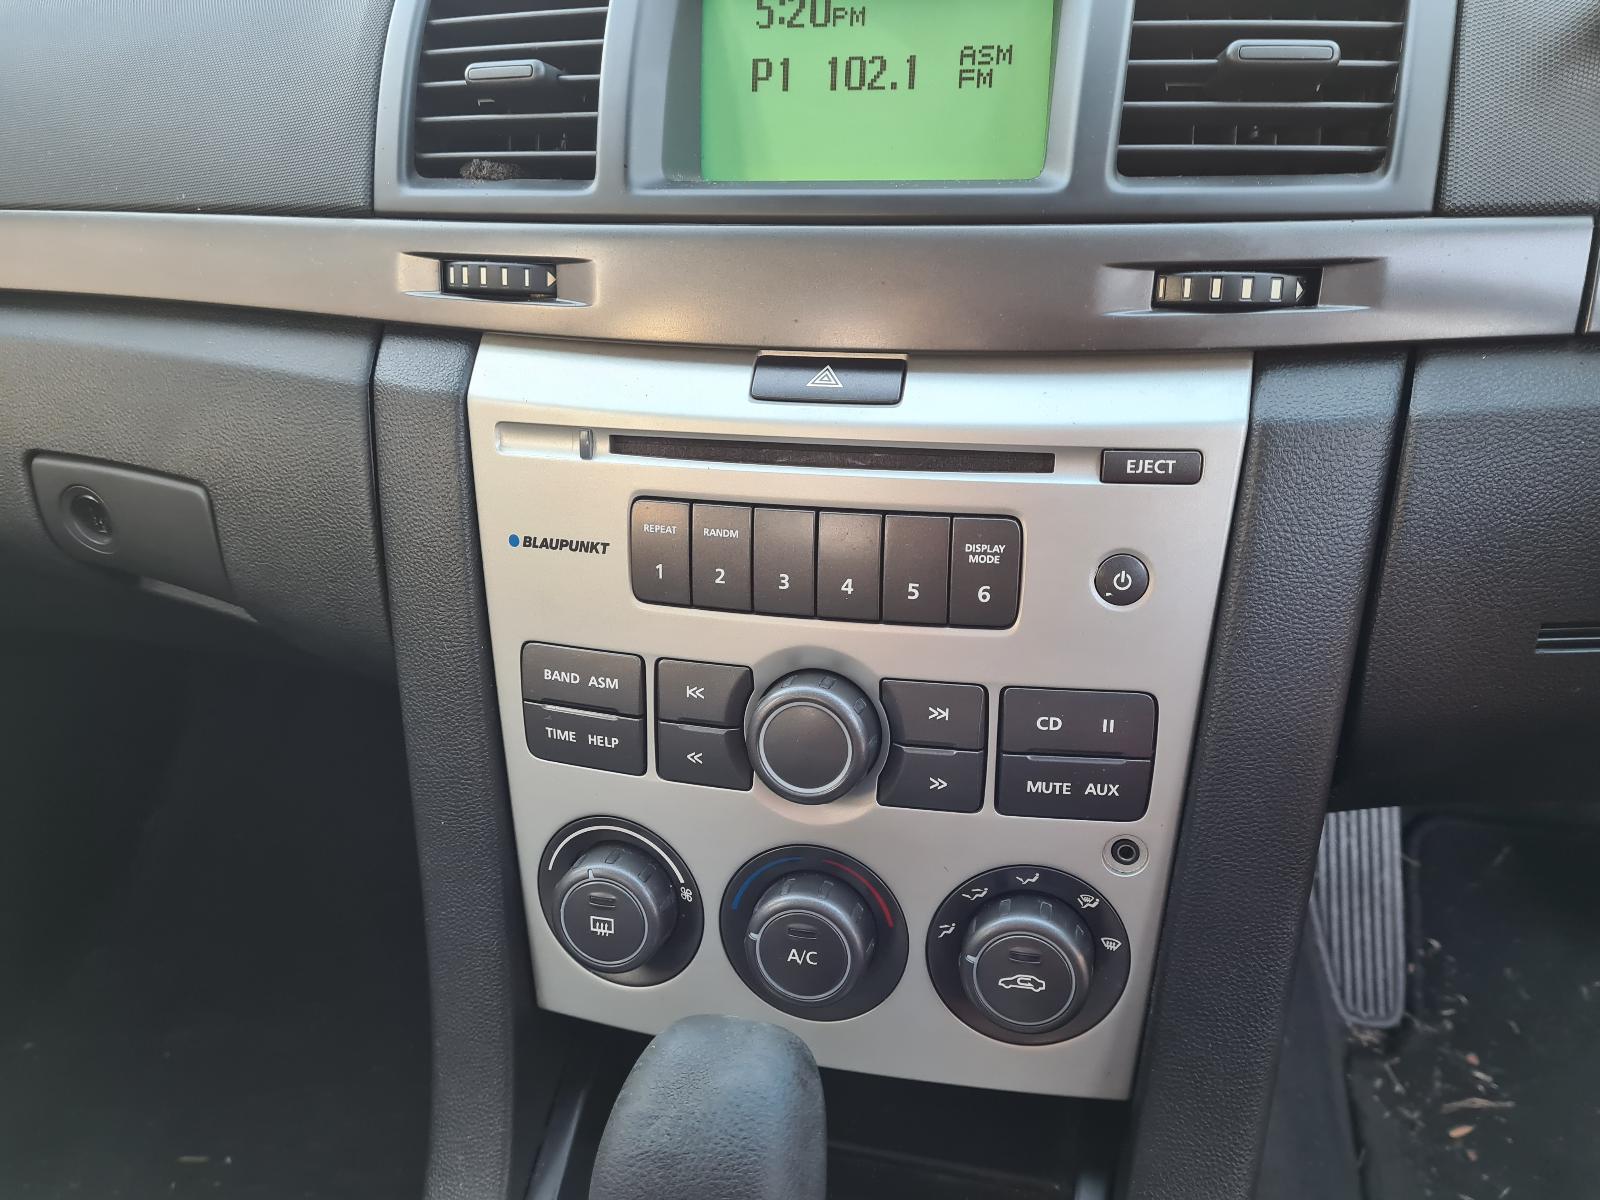 5:20PM
P1 102.1 ASM
FM
EJECT
BLAUPUNKT
REPEAT
1
RANDM
2
3
4
5
DISPLAY
MODE
6
BAND ASM
TIME HELP
CD
MUTE AUX
A/C